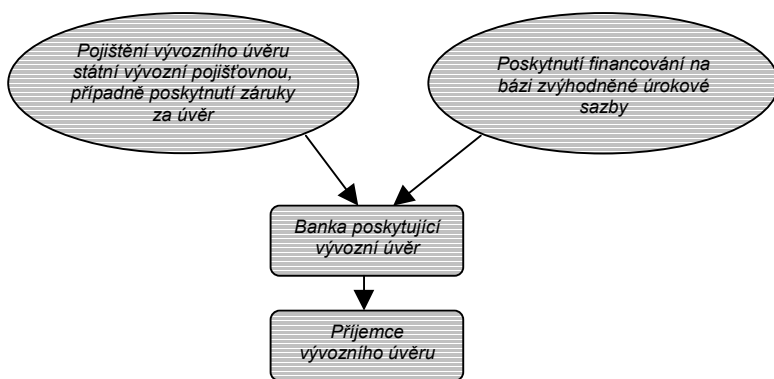 Pojištění vývozního úvěru
státní vývozní pojišťovnou,
případně poskytnutí záruky
za úvěr
Poskytnutí financování na
bázi zvýhodněné úrokové
sazby
Banka poskytující
vývozní úvěr
Příjemce
vývozního úvěru